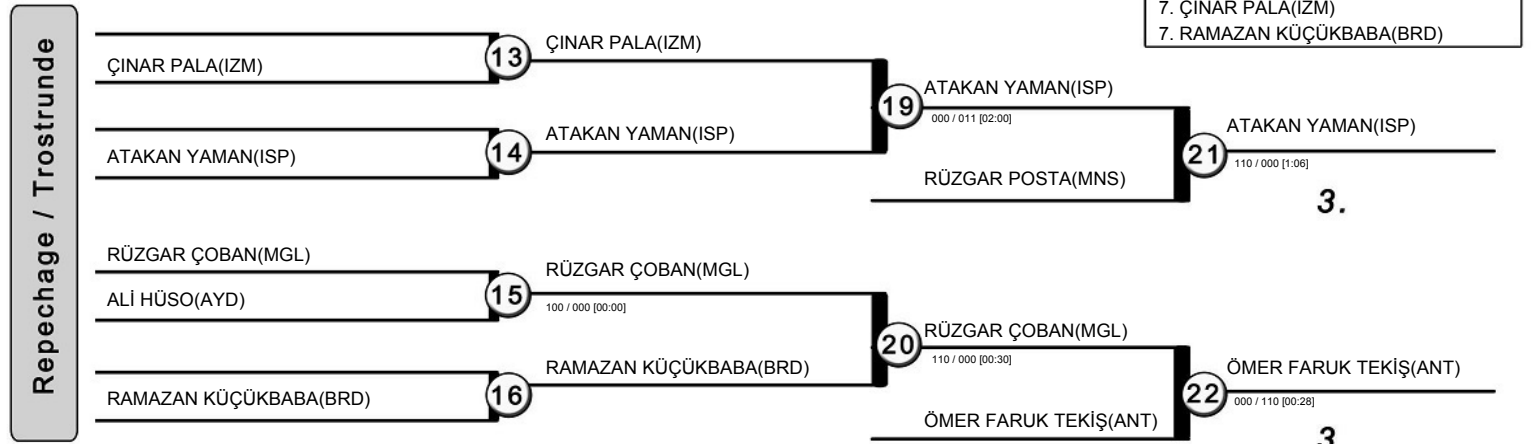 7. ÇINAR PALA(IZM)
7. RAMAZAN KÜÇÜKBABA(BRD)
Repechage / Trostrunde
ÇINAR PALA(IZM)
13
ÇINAR PALA(IZM)
ATAKAN YAMAN(ISP)
14
ATAKAN YAMAN(ISP)
19
ATAKAN YAMAN(ISP)
000 / 011 [02:00]
RÜZGAR POSTA(MNS)
21
ATAKAN YAMAN(ISP)
110 / 000 [1:06]
3.
RÜZGAR ÇOBAN(MGL)
ALİ HÜSO(AYD)
15
RÜZGAR ÇOBAN(MGL)
100 / 000 [00:00]
RAMAZAN KÜÇÜKBABA(BRD)
16
RAMAZAN KÜÇÜKBABA(BRD)
20
RÜZGAR ÇOBAN(MGL)
110 / 000 [00:30]
ÖMER FARUK TEKİŞ(ANT)
22
ÖMER FARUK TEKİŞ(ANT)
000 / 110 [00:28]
3